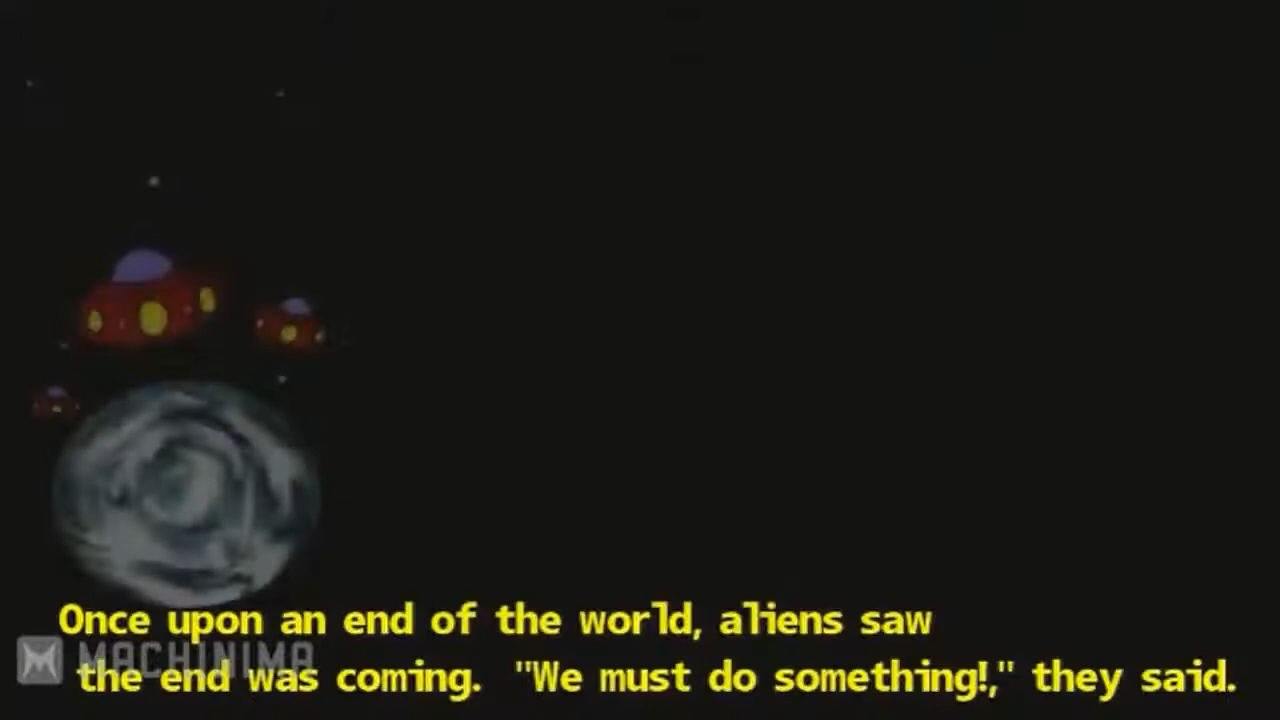 Once upon an end of the world, aliens saw
the end was coming. "We must do something!," they said.
MACHINIMA